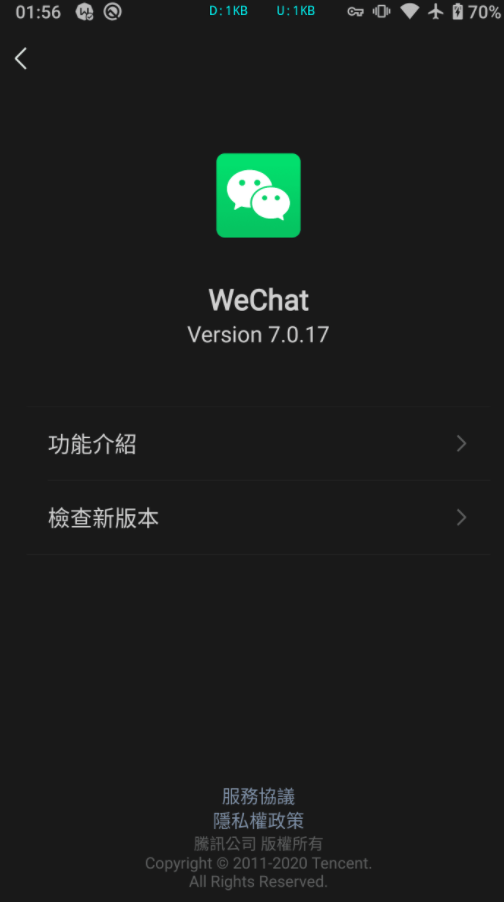 01:56 D:1KB U:1KB 70%
WeChat
Version 7.0.17
功能介紹
檢查新版本
服務協議
隱私權政策
騰訊公司 版權所有
Copyright © 2011-2020 Tencent.
All Rights Reserved.